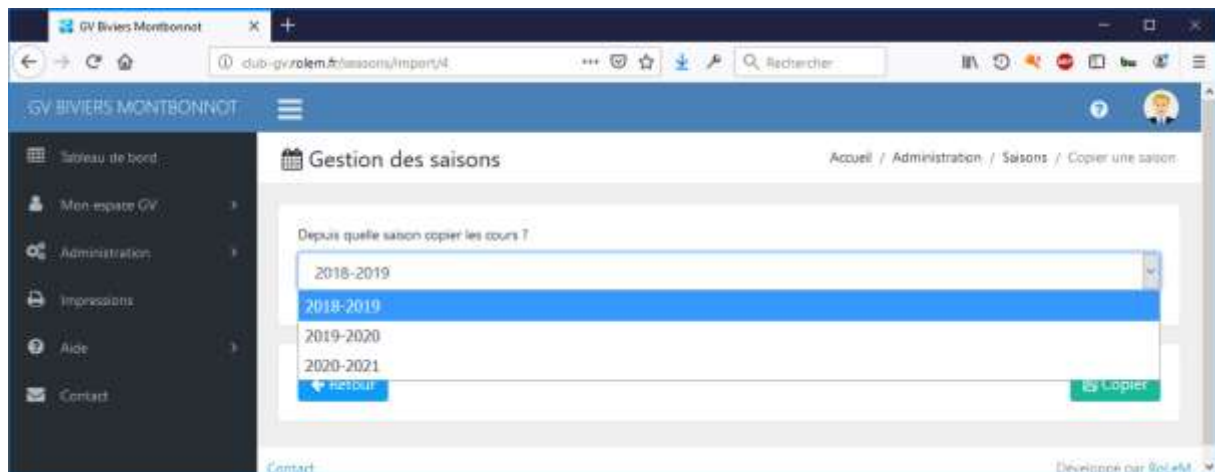 GV Biviers Montbonnot
club-gv.rolem.fr/seasons/import/4
Rechercher
GV BIVIERS MONTBONNOT
Gestion des saisons
Accueil / Administration / Saisons / Copier une saison
Tableau de bord
Mon espace GV
Administration
Impressions
Aide
Contact
Depuis quelle saison copier les cours ?
2018-2019
2018-2019
2019-2020
2020-2021
Retour
Copier
Contact
Développé par RoLeM